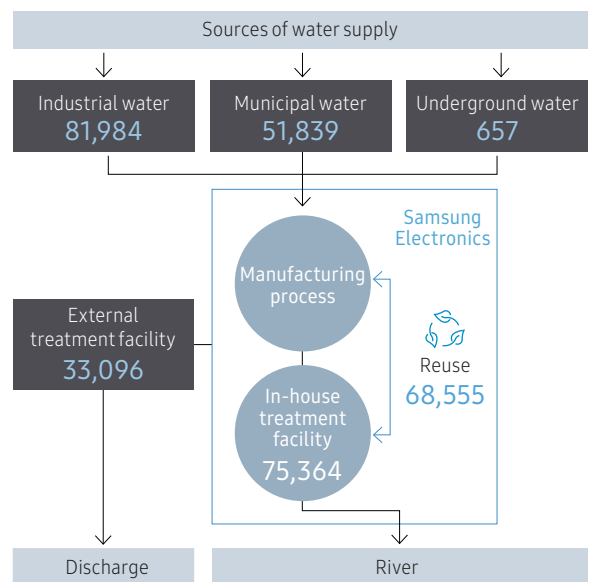 Sources of water supply
Industrial water
81,984
Municipal water
51,839
Underground water
657
Samsung
Electronics
Manufacturing
process
External
treatment facility
33,096
Reuse
68,555
In-house
treatment
facility
75,364
Discharge
River